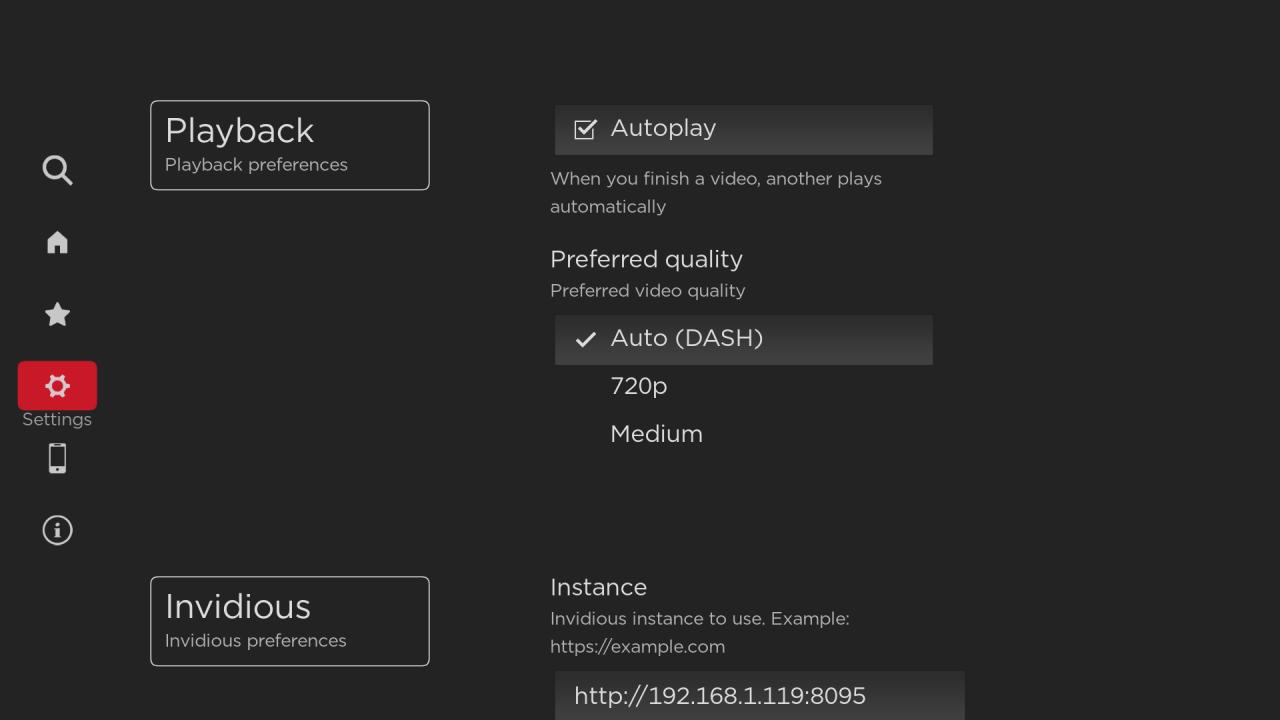 Playback
Playback preferences
Autoplay
When you finish a video, another plays
automatically
Preferred quality
Preferred video quality
Auto (DASH)
720p
Medium
Settings
Invidious
Invidious preferences
Instance
Invidious instance to use. Example:
https://example.com
http://192.168.1.119:8095